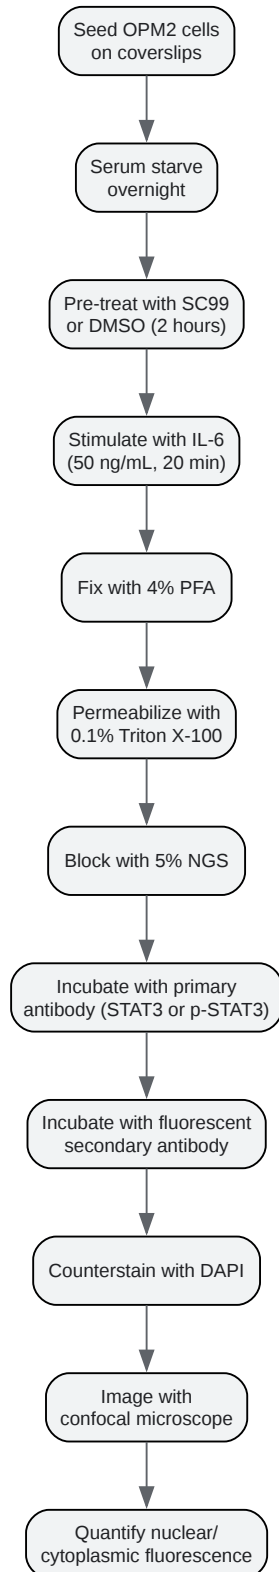 Seed OPM2 cells
on coverslips
Serum starve
overnight
Pre-treat with SC99
or DMSO (2 hours)
Stimulate with IL-6
(50 ng/mL, 20 min)
Fix with 4% PFA
Permeabilize with
0.1% Triton X-100
Block with 5% NGS
Incubate with primary
antibody (STAT3 or p-STAT3)
Incubate with fluorescent
secondary antibody
Counterstain with DAPI
Image with
confocal microscope
Quantify nuclear/
cytoplasmic fluorescence